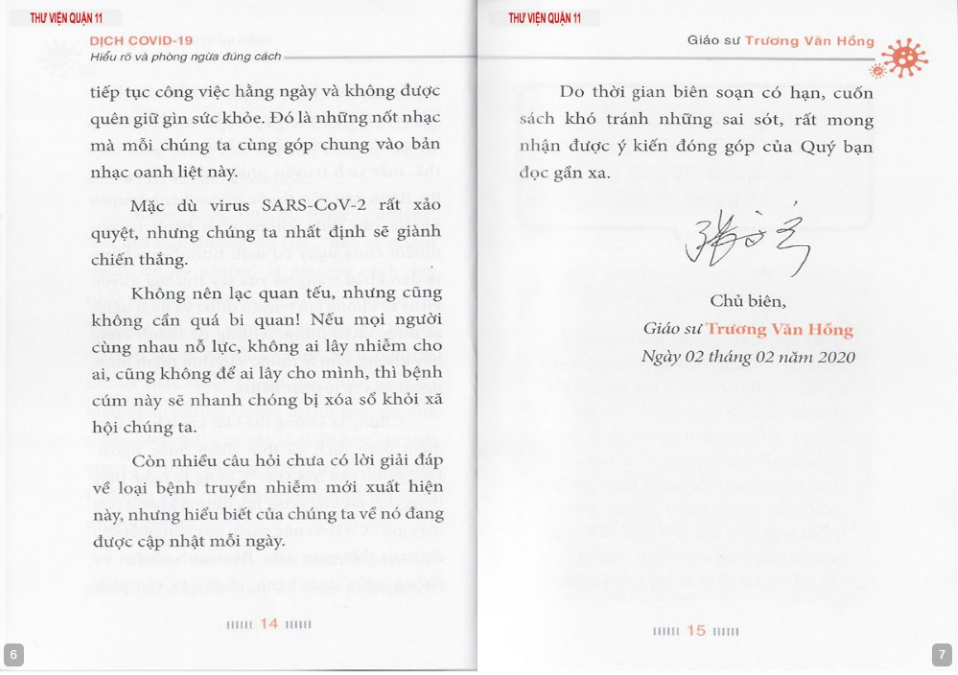 THƯ VIỆN QUẬN 11
DỊCH COVID-19
Hiểu rõ và phòng ngừa đúng cách
tiếp tục công việc hằng ngày và không được
quên giữ gìn sức khỏe. Đó là những nốt nhạc
mà mỗi chúng ta cùng góp chung vào bản
nhạc oanh liệt này.
Mặc dù virus SARS-CoV-2 rất xảo
quyệt, nhưng chúng ta nhất định sẽ giành
chiến thắng.
Không nên lạc quan tếu, nhưng cũng
không cần quá bi quan! Nếu mọi người
cùng nhau nỗ lực, không ai lây nhiễm cho
ai, cũng không để ai lây cho mình, thì bệnh
cúm này sẽ nhanh chóng bị xóa sổ khỏi xã
hội chúng ta.
Còn nhiều câu hỏi chưa có lời giải đáp
về loại bệnh truyền nhiễm mới xuất hiện
này, nhưng hiểu biết của chúng ta về nó đang
được cập nhật mỗi ngày.
14
6
THƯ VIỆN QUẬN 11
Giáo sư Trương Văn Hồng
Do thời gian biên soạn có hạn, cuốn
sách khó tránh những sai sót, rất mong
nhận được ý kiến đóng góp của Quý bạn
đọc gần xa.
Chủ biên,
Giáo sư Trương Văn Hồng
Ngày 02 tháng 02 năm 2020
15
7